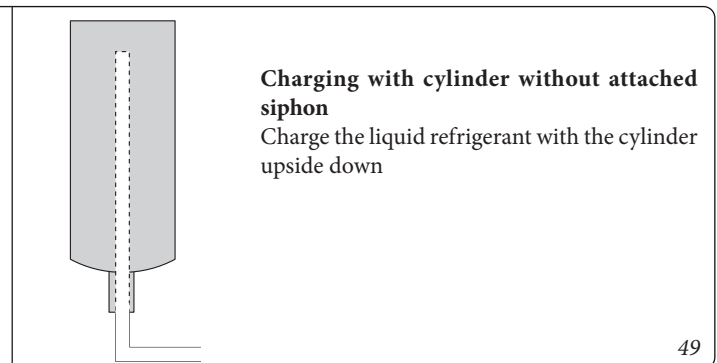 Charging with cylinder without attached
siphon
Charge the liquid refrigerant with the cylinder
upside down
49